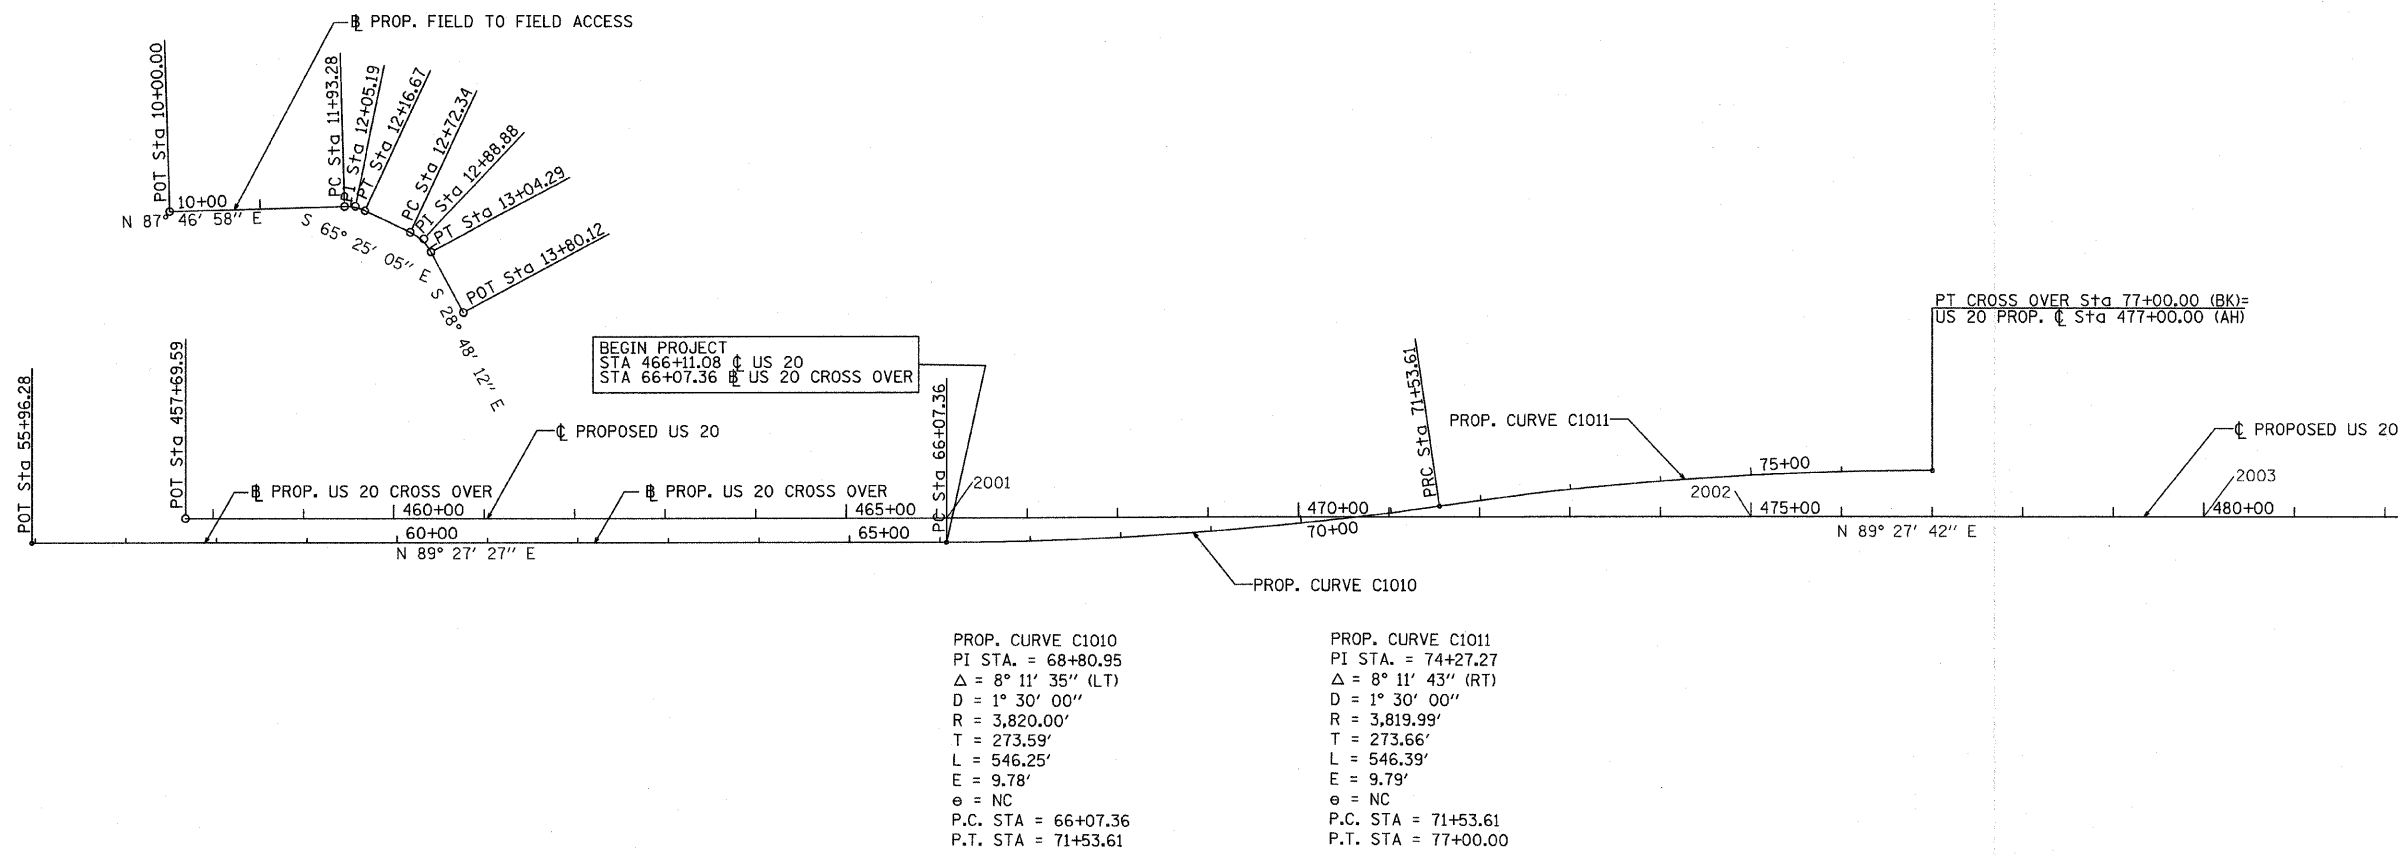 ℄ PROP. FIELD TO FIELD ACCESS
POT Sta 10+00.00
PC Sta 11+93.28
PI Sta 12+05.19
PT Sta 12+16.67
PC Sta 12+72.34
PI Sta 12+88.88
PT Sta 13+04.29
POT Sta 13+80.12
10+00
N 87° 46' 58" E
S 65° 25' 05" E
S 28° 48' 12" E
POT Sta 55+96.28
POT Sta 457+69.59
BEGIN PROJECT
STA 466+11.08 ℄ US 20
STA 66+07.36 ℄ US 20 CROSS OVER
PC Sta 66+07.36
PRC Sta 71+53.61
PT CROSS OVER Sta 77+00.00 (BK)=
US 20 PROP. ℄ Sta 477+00.00 (AH)
℄ PROPOSED US 20
PROP. CURVE C1011
℄ PROPOSED US 20
℄ PROP. US 20 CROSS OVER
℄ PROP. US 20 CROSS OVER
2001
75+00
2002
2003
460+00
465+00
470+00
475+00
480+00
60+00
65+00
70+00
N 89° 27' 27" E
N 89° 27' 42" E
PROP. CURVE C1010
PROP. CURVE C1010
PI STA. = 68+80.95
Δ = 8° 11' 35" (LT)
D = 1° 30' 00"
R = 3,820.00'
T = 273.59'
L = 546.25'
E = 9.78'
e = NC
P.C. STA = 66+07.36
P.T. STA = 71+53.61
PROP. CURVE C1011
PI STA. = 74+27.27
Δ = 8° 11' 43" (RT)
D = 1° 30' 00"
R = 3,819.99'
T = 273.66'
L = 546.39'
E = 9.79'
e = NC
P.C. STA = 71+53.61
P.T. STA = 77+00.00